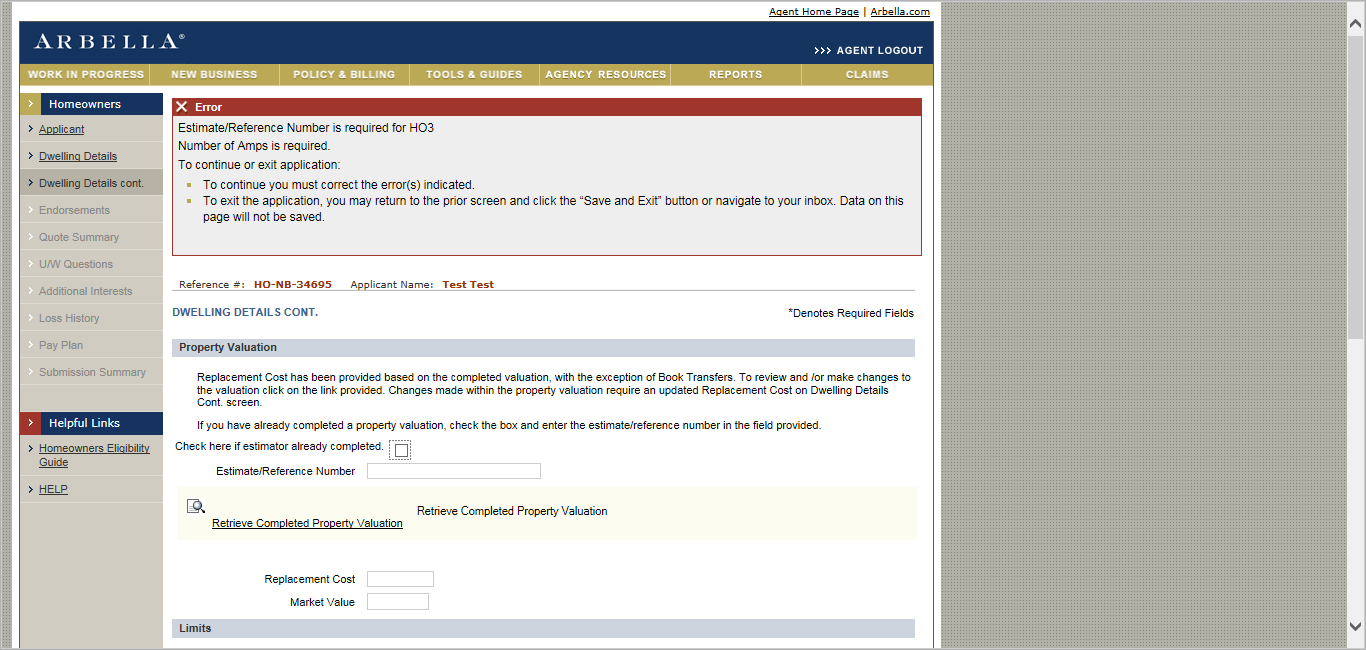 Agent Home Page | Arbella.com
ARBELLA®
>>> AGENT LOGOUT
WORK IN PROGRESS NEW BUSINESS POLICY & BILLING TOOLS & GUIDES AGENCY RESOURCES REPORTS CLAIMS
Homeowners
Applicant
Dwelling Details
Dwelling Details cont.
Endorsements
Quote Summary
U/W Questions
Additional Interests
Loss History
Pay Plan
Submission Summary
Helpful Links
Homeowners Eligibility
Guide
HELP
Error
Estimate/Reference Number is required for HO3
Number of Amps is required.
To continue or exit application:
To continue you must correct the error(s) indicated.
To exit the application, you may return to the prior screen and click the “Save and Exit” button or navigate to your inbox. Data on this
page will not be saved.
Reference #: HO-NB-34695 Applicant Name: Test Test
DWELLING DETAILS CONT.
*Denotes Required Fields
Property Valuation
Replacement Cost has been provided based on the completed valuation, with the exception of Book Transfers. To review and /or make changes to
the valuation click on the link provided. Changes made within the property valuation require an updated Replacement Cost on Dwelling Details
Cont. screen.
If you have already completed a property valuation, check the box and enter the estimate/reference number in the field provided.
Check here if estimator already completed.
Estimate/Reference Number
Retrieve Completed Property Valuation
Retrieve Completed Property Valuation
Replacement Cost
Market Value
Limits